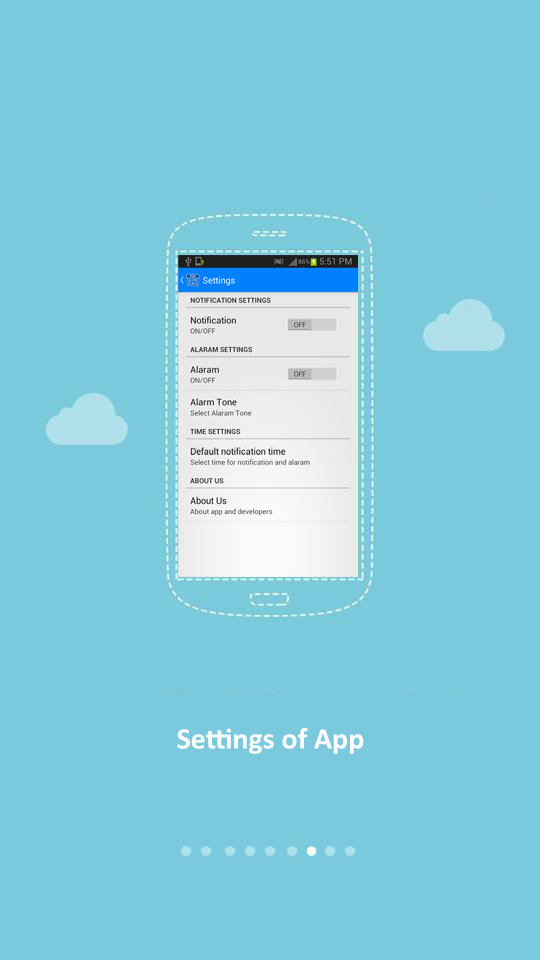 86% 5:51 PM
Settings
NOTIFICATION SETTINGS
Notification
ON/OFF
OFF
ALARAM SETTINGS
Alaram
ON/OFF
OFF
Alarm Tone
Select Alaram Tone
TIME SETTINGS
Default notification time
Select time for notification and alaram
ABOUT US
About Us
About app and developers
Settings of App